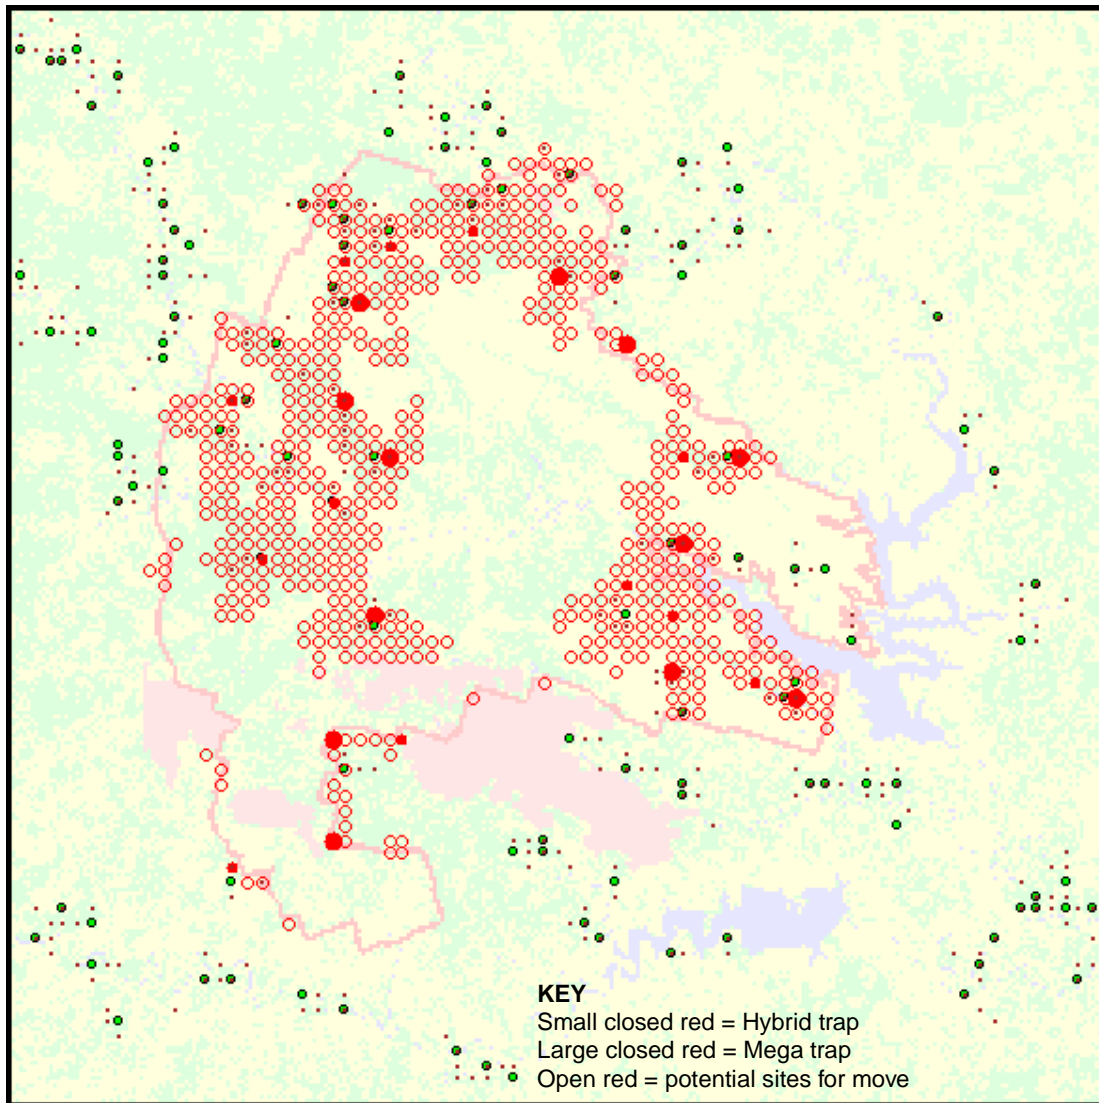 KEY
Small closed red = Hybrid trap
Large closed red = Mega trap
Open red = potential sites for move